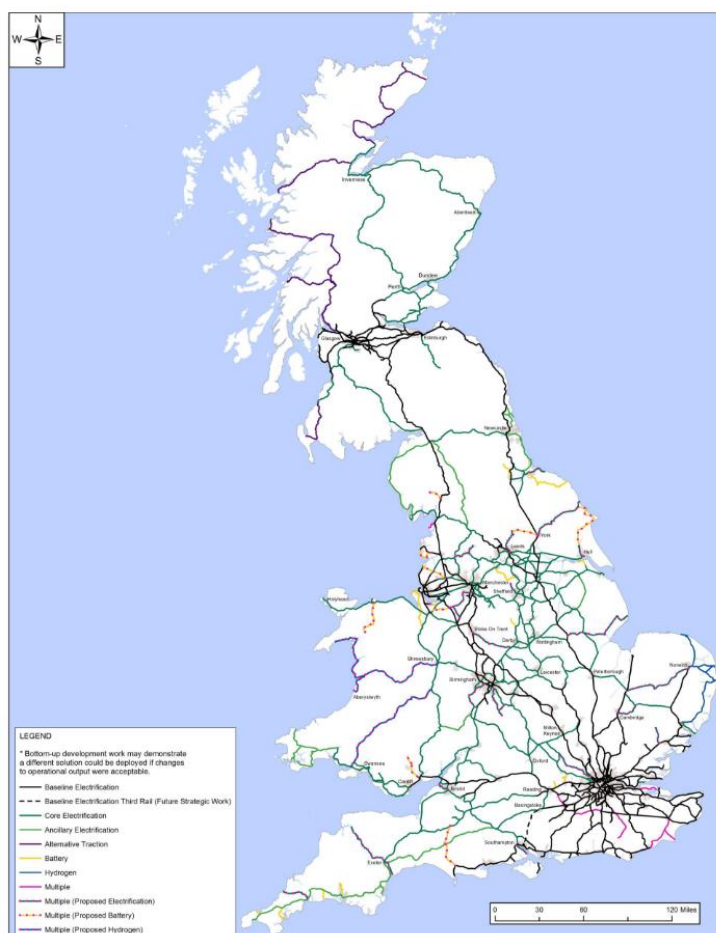 N
W E
S
Inverness
Aberdeen
Dundee
Perth
Glasgow
Edinburgh
Newcastle
Leeds
York
Hull
Manchester
Sheffield
Holyhead
Stoke On Trent
Derby
Nottingham
Shrewsbury
Leicester
Peterborough
Norwich
Birmingham
Aberystwyth
Cambridge
Milton
Keynes
Oxford
Swansea
Cardiff
Bristol
Reading
Basingstoke
Southampton
Exeter
LEGEND
* Bottom-up development work may demonstrate
a different solution could be deployed if changes
to operational output were acceptable.
Baseline Electrification
Baseline Electrification Third Rail (Future Strategic Work)
Core Electrification
Ancillary Electrification
Alternative Traction
Battery
Hydrogen
Multiple
Multiple (Proposed Electrification)
Multiple (Proposed Battery)
Multiple (Proposed Hydrogen)
0 30 60 120 Miles